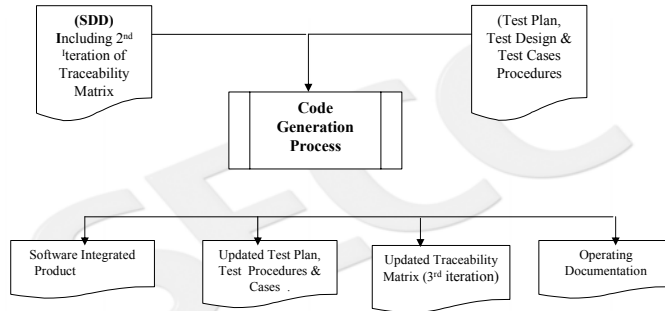 (SDD)
Including 2nd
Iteration of
Traceability
Matrix
(Test Plan,
Test Design &
Test Cases
Procedures
Code
Generation
Process
Software Integrated
Product
Updated Test Plan,
Test Procedures &
Cases .
Updated Traceability
Matrix (3rd iteration)
Operating
Documentation
SECC